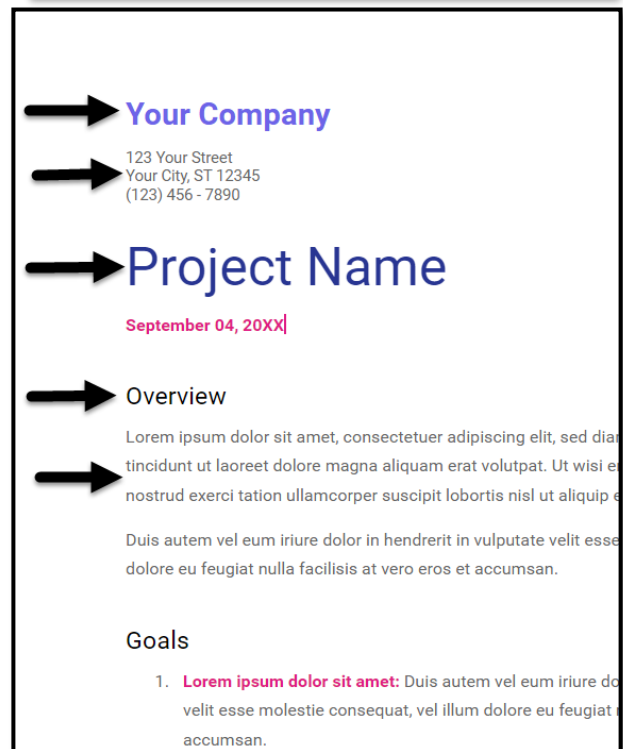 Your Company
123 Your Street
Your City, ST 12345
(123) 456 - 7890
Project Name
September 04, 20XX
Overview
Lorem ipsum dolor sit amet, consectetuer adipiscing elit, sed
tincidunt ut laoreet dolore magna aliquam erat volutpat. Ut wisi
nostrud exerci tation ullamcorper suscipit lobortis nisl ut aliquip
Duis autem vel eum iriure dolor in hendrerit in vulputate velit esse
dolore eu feugiat nulla facilisis at vero eros et accumsan.
Goals
1. Lorem ipsum dolor sit amet: Duis autem vel eum iriure
velit esse molestie consequat, vel illum dolore eu feugiat
accumsan.